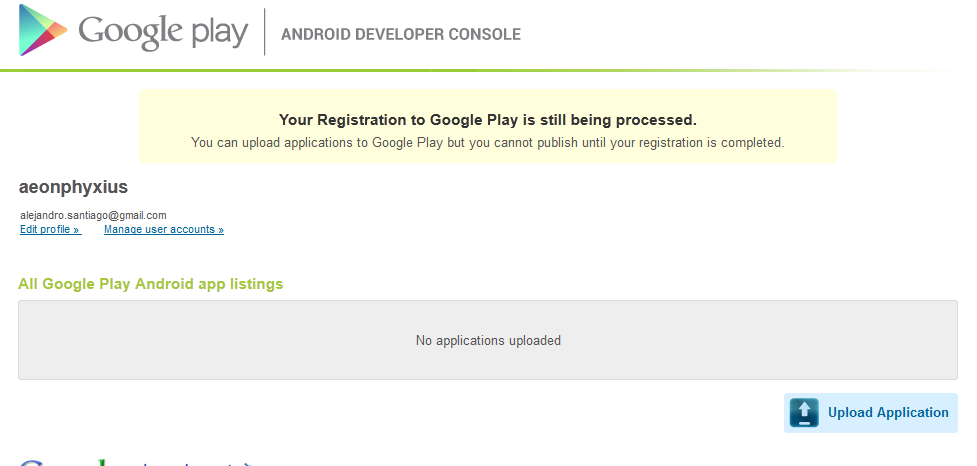 Google play ANDROID DEVELOPER CONSOLE
Your Registration to Google Play is still being processed.
You can upload applications to Google Play but you cannot publish until your registration is completed.
aeonphyxius
alejandro.santiago@gmail.com
Edit profile » Manage user accounts »
All Google Play Android app listings
No applications uploaded
Upload Application